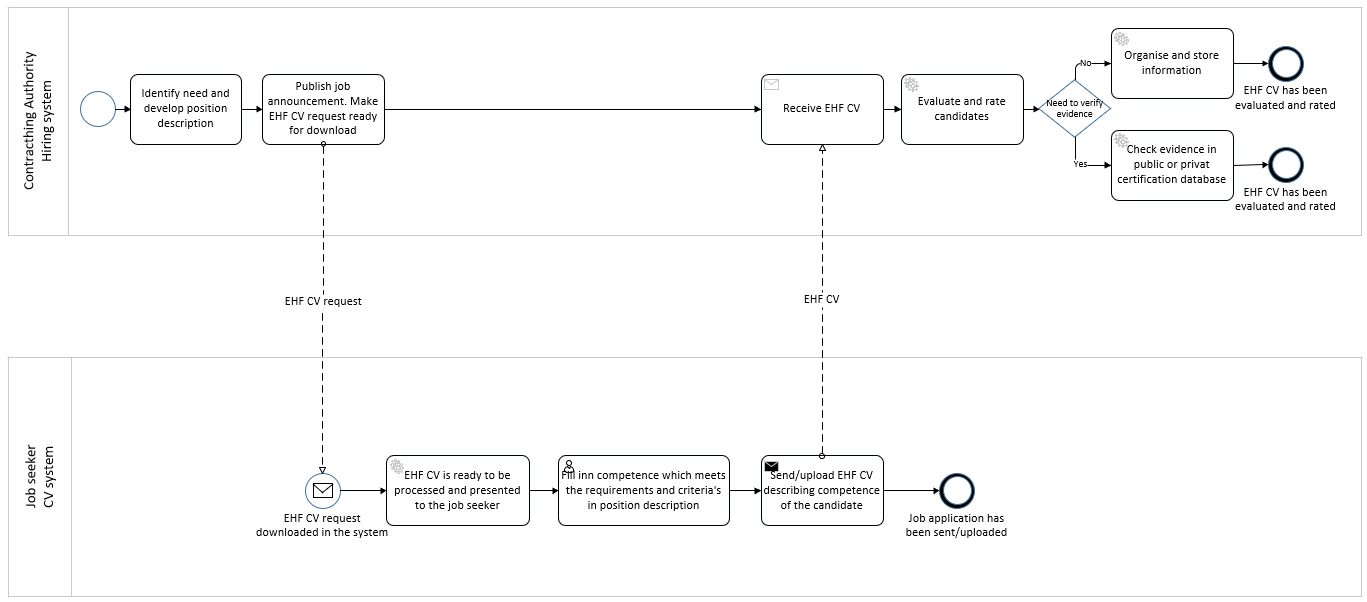 Contracthing Authority
Hiring system
Identify need and
develop position
description
Publish job
announcement. Make
EHF CV request ready
for download
Receive EHF CV
Evaluate and rate
candidates
Need to verify
evidence
No
Organise and store
information
EHF CV has been
evaluated and rated
Yes
Check evidence in
public or privat
certification database
EHF CV has been
evaluated and rated
EHF CV request
EHF CV
Job seeker
CV system
EHF CV request
downloaded in the system
EHF CV is ready to be
processed and presented
to the job seeker
Fill inn competence which meets
the requirements and criteria's
in position description
Send/upload EHF CV
describing competence
of the candidate
Job application has
been sent/uploaded